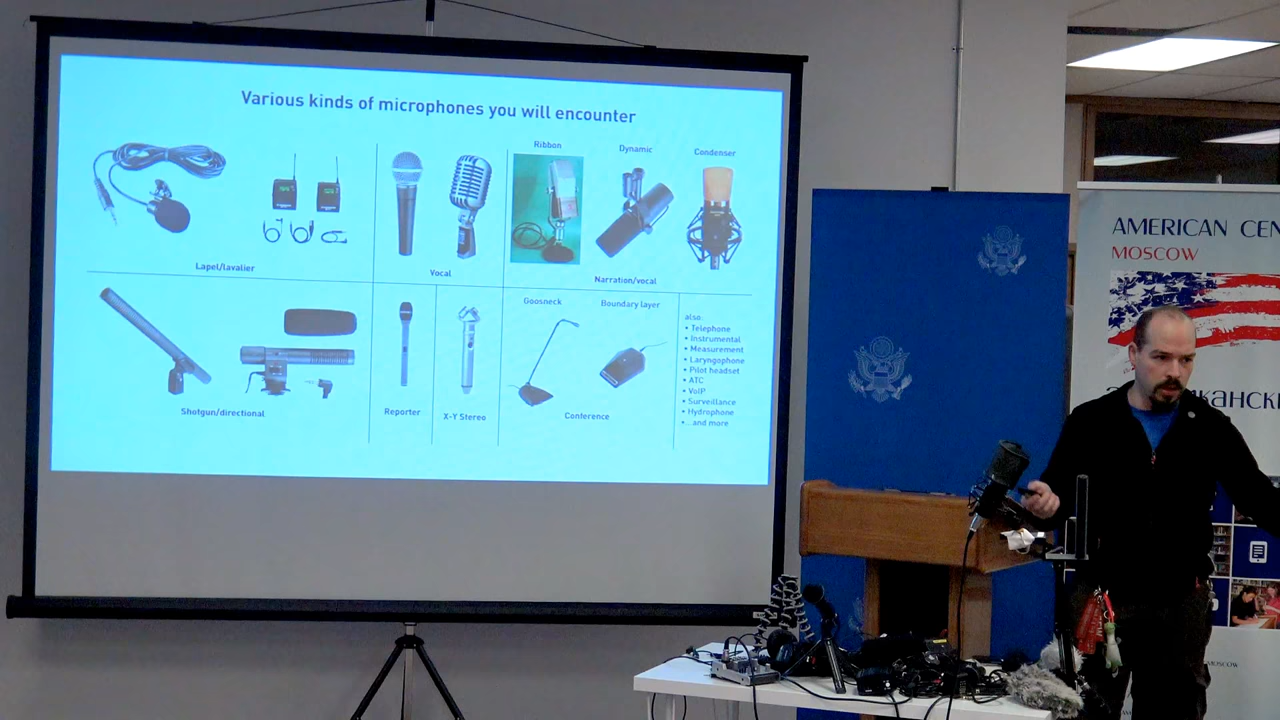 Various kinds of microphones you will encounter
Ribbon
Dynamic
Condenser
Lapel/lavalier
Vocal
Narration/vocal
Goosneck
Boundary layer
also:
• Telephone
• Instrumental
• Measurement
• Laryngophone
• Pilot headset
• ATC
• VoIP
• Surveillance
• Hydrophone
• ...and more
Shotgun/directional
Reporter
X-Y Stereo
Conference
AMERICAN CEN
MOSCOW
КАНСК
MOSCOW